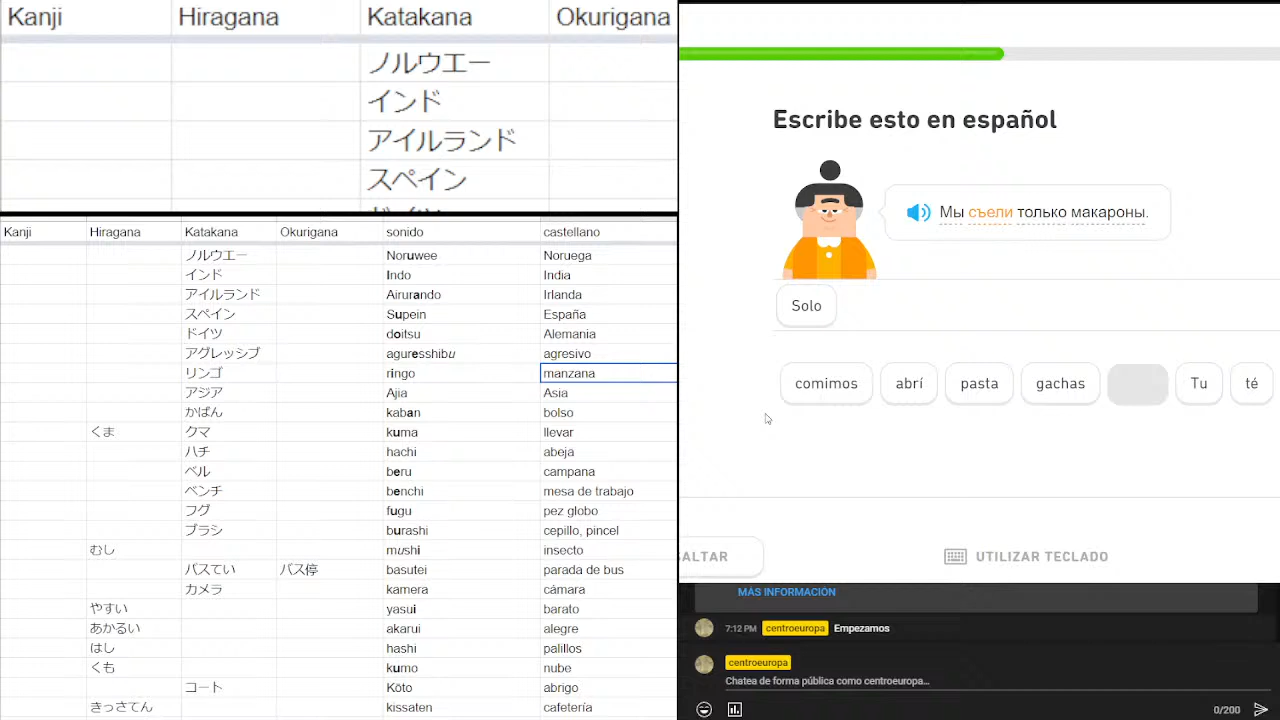 Kanji Hiragana Katakana Okurigana
ノルウエー
インド
アイルランド
スペイン
Kanji Hiragana Katakana Okurigana sonido castellano
ノルウエー Noruwee Noruega
インド Indo India
アイルランド Airurando Irlanda
スペイン Supein España
ドイツ doitsu Alemania
アグレッシブ aguresshibu agresivo
リンゴ ringo manzana
アジア Ajia Asia
かばん kaban bolso
くま クマ kuma llevar
ハチ hachi abeja
ベル beru campana
ベンチ benchi mesa de trabajo
フグ fugu pez globo
ブラシ burashi cepillo, pincel
むし mushi insecto
バスてい バス停 basutei parada de bus
カメラ kamera cámara
やすい yasui barato
あかるい akarui alegre
はし hashi palillos
くも kumo nube
コート Kōto abrigo
きっさてん kissaten cafetería
Escribe esto en español
Мы съели только макароны.
Solo
comimos abrí pasta gachas Tu té
SALTAR
UTILIZAR TECLADO
MÁS INFORMACIÓN
7:12 PM centroeuropa Empezamos
centroeuropa
Chatea de forma pública como centroeuropa...
0/200